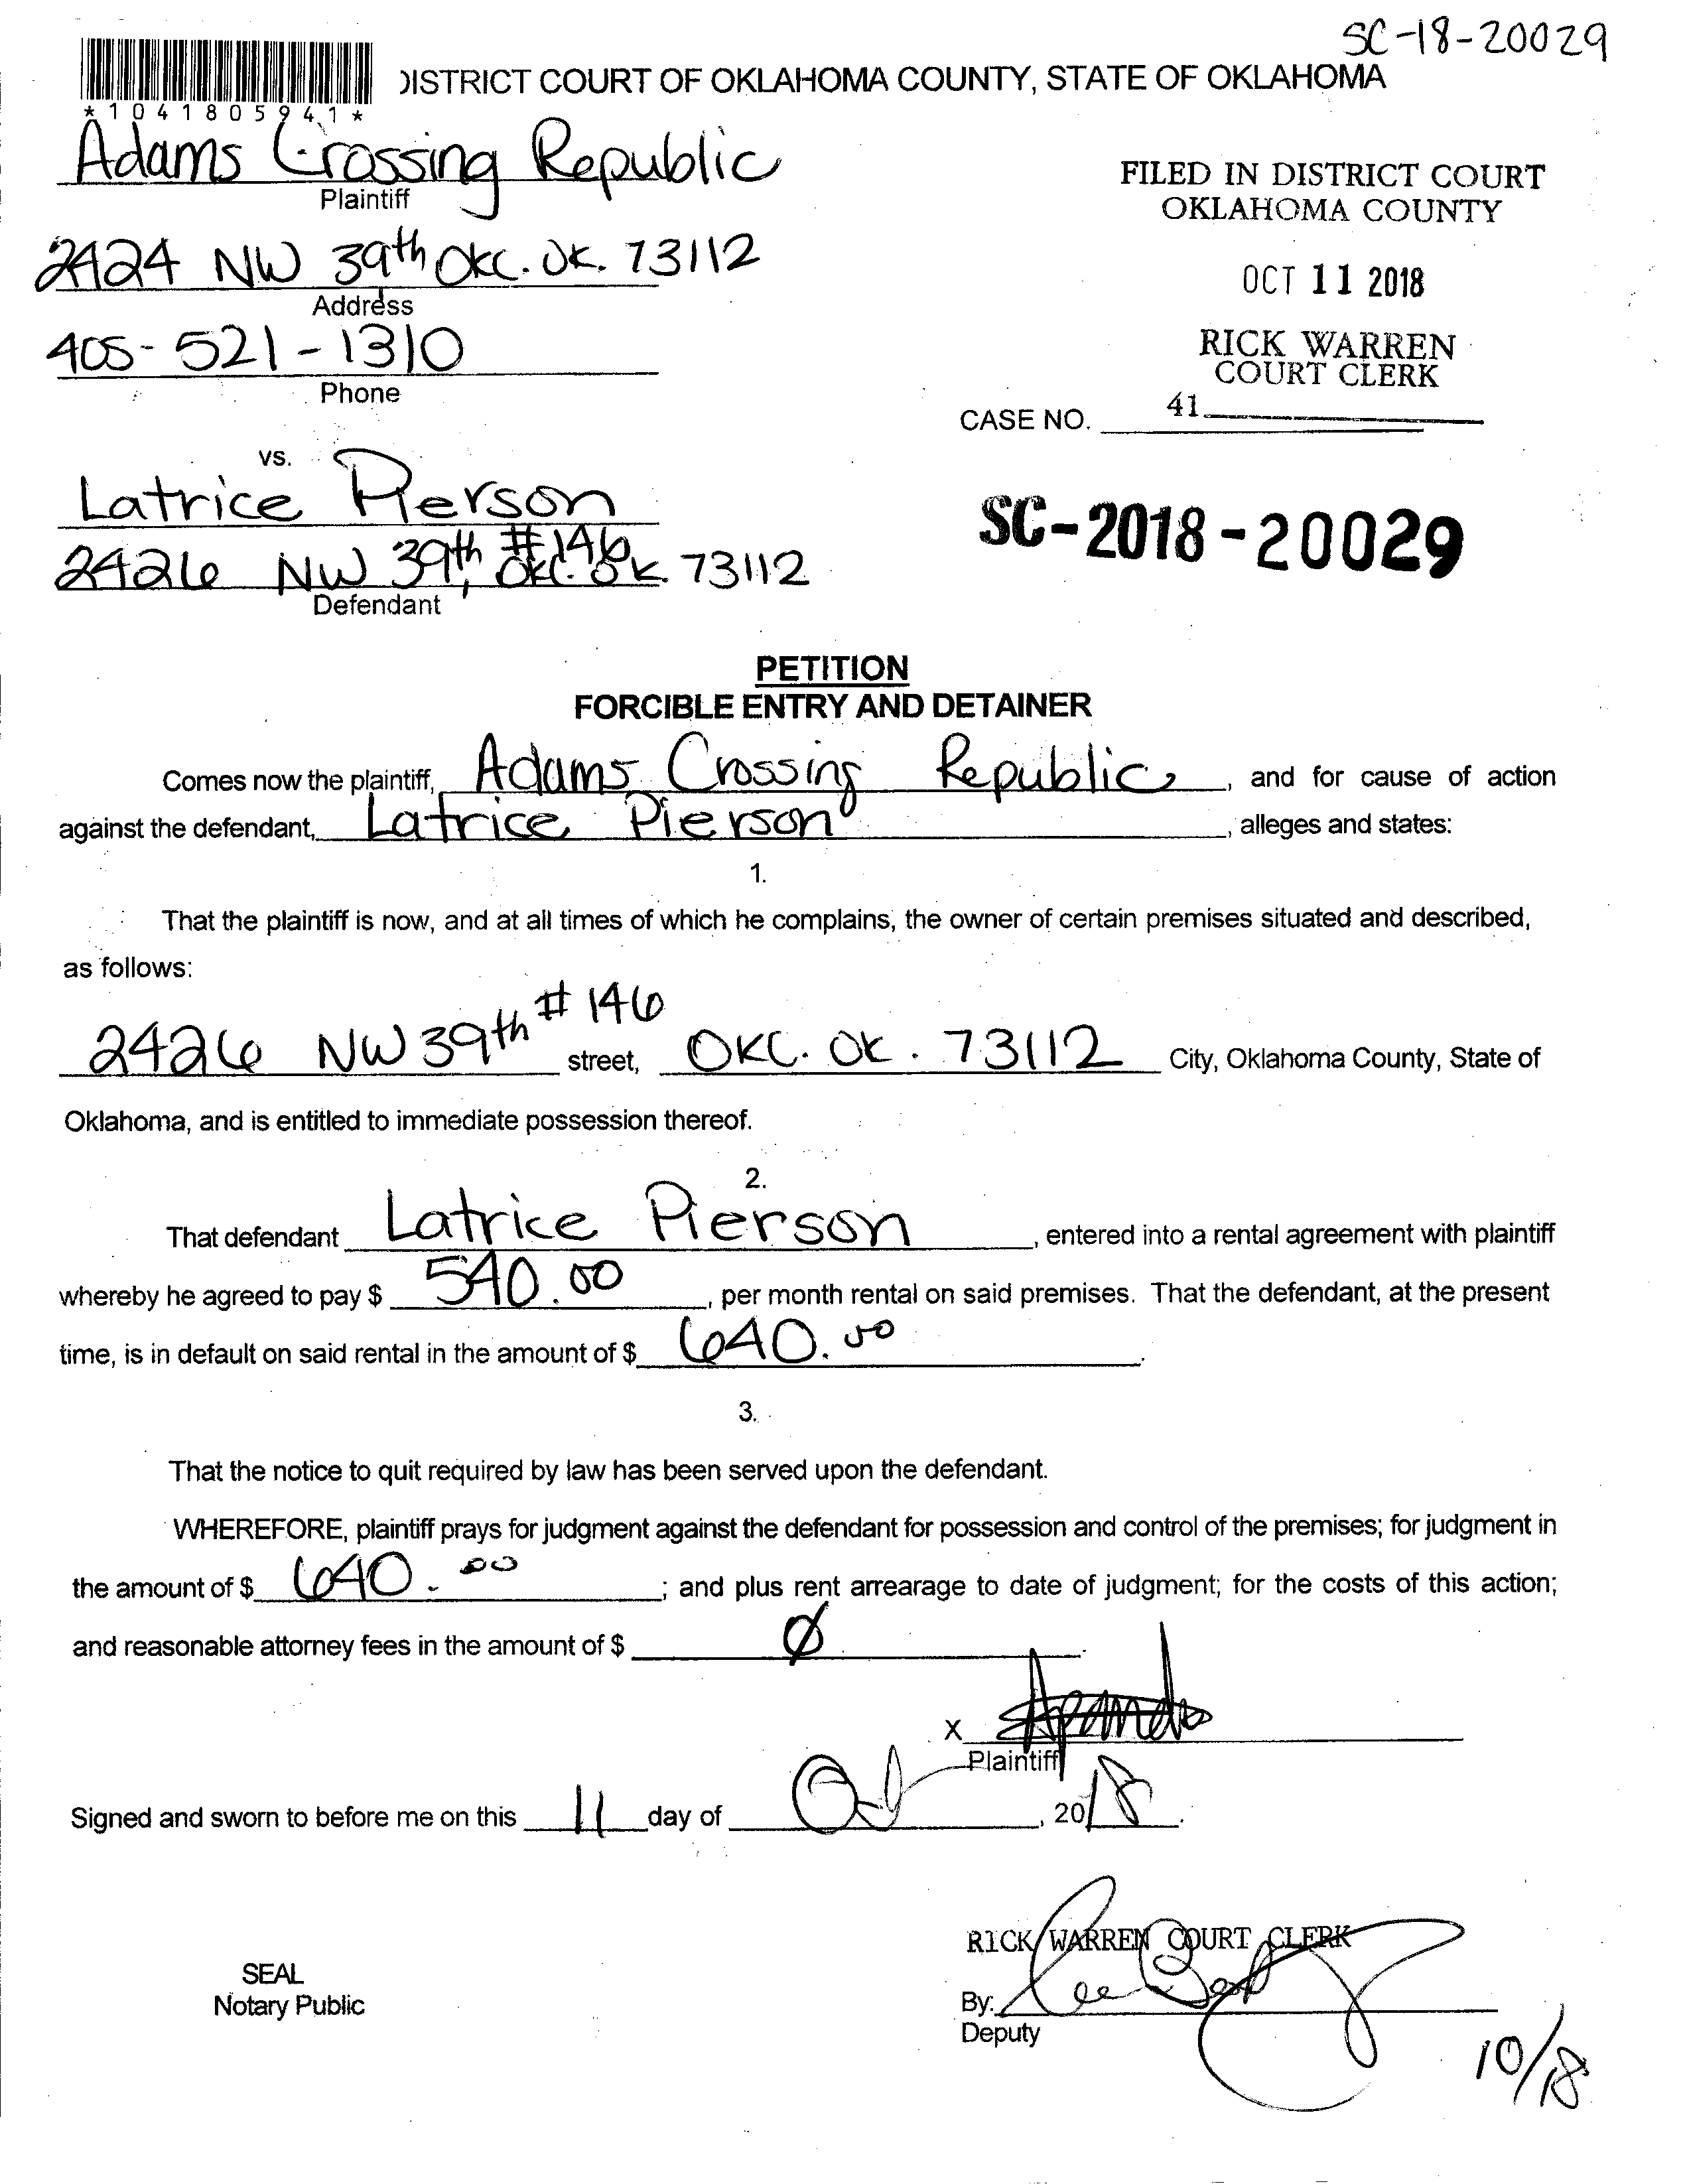 SC-18-20029
DISTRICT COURT OF OKLAHOMA COUNTY, STATE OF OKLAHOMA
*1041805941*
Adams Crossing Republic
Plaintiff
FILED IN DISTRICT COURT
OKLAHOMA COUNTY
2424 NW 39th OKC. OK. 73112
Address
OCT 11 2018
405-521-1310
Phone
RICK WARREN
COURT CLERK
CASE NO. 41
vs.
Latrice Pierson
SC-2018-20029
2426 NW 39th, #146 OKC. OK. 73112
Defendant
PETITION
FORCIBLE ENTRY AND DETAINER
Comes now the plaintiff, Adams Crossing Republic, and for cause of action
against the defendant, Latrice Pierson, alleges and states:
1.
That the plaintiff is now, and at all times of which he complains, the owner of certain premises situated and described,
as follows:
2426 NW 39th #146 street, OKC. OK. 73112 City, Oklahoma County, State of
Oklahoma, and is entitled to immediate possession thereof.
2.
That defendant Latrice Pierson, entered into a rental agreement with plaintiff
whereby he agreed to pay $ 540.00, per month rental on said premises. That the defendant, at the present
time, is in default on said rental in the amount of $ 640.00.
3.
That the notice to quit required by law has been served upon the defendant.
WHEREFORE, plaintiff prays for judgment against the defendant for possession and control of the premises; for judgment in
the amount of $ 640.00; and plus rent arrearage to date of judgment; for the costs of this action;
and reasonable attorney fees in the amount of $ Ø.
X
Plaintiff
Signed and sworn to before me on this 11 day of Oct, 2018.
RICK WARREN COURT CLERK
SEAL
Notary Public
By:
Deputy
10/18